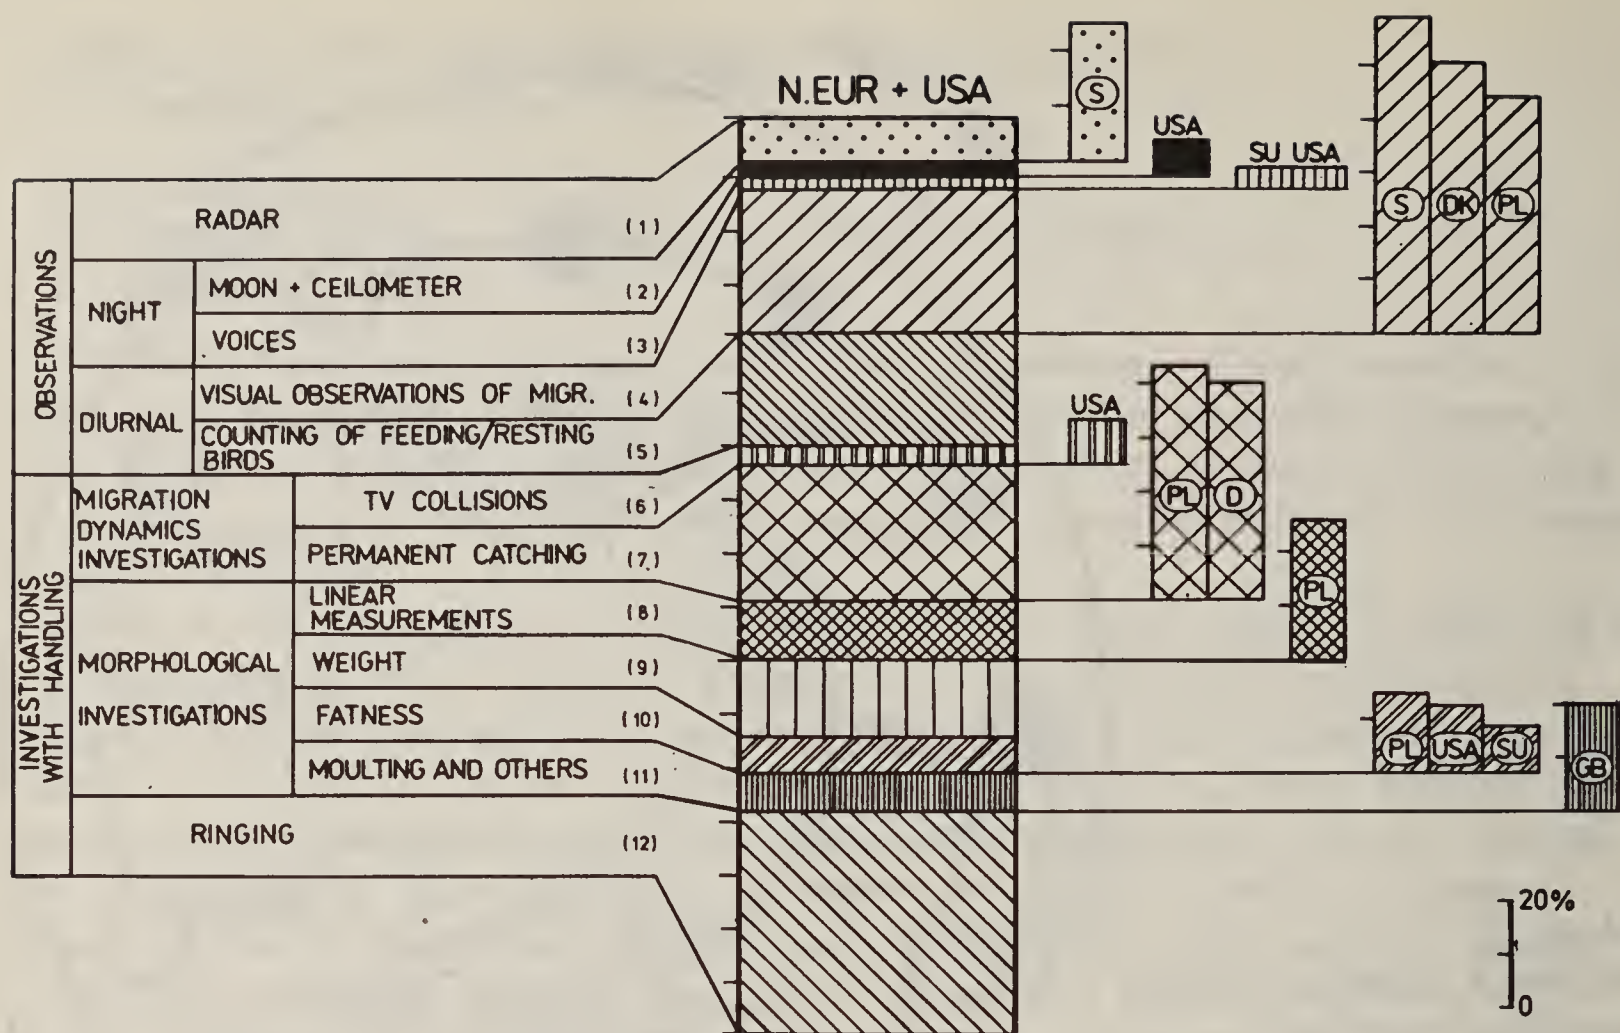 N.EUR + USA
S
USA
SU USA
S DK PL
OBSERVATIONS
RADAR (1)
NIGHT
MOON + CEILOMETER (2)
VOICES (3)
DIURNAL
VISUAL OBSERVATIONS OF MIGR. (4)
COUNTING OF FEEDING/RESTING
BIRDS (5)
USA
PL D
PL
INVESTIGATIONS
WITH HANDLING
MIGRATION
DYNAMICS
INVESTIGATIONS
TV COLLISIONS (6)
PERMANENT CATCHING (7)
MORPHOLOGICAL
INVESTIGATIONS
LINEAR
MEASUREMENTS (8)
WEIGHT (9)
FATNESS (10)
MOULTING AND OTHERS (11)
RINGING (12)
PL USA SU
GB
20%
0